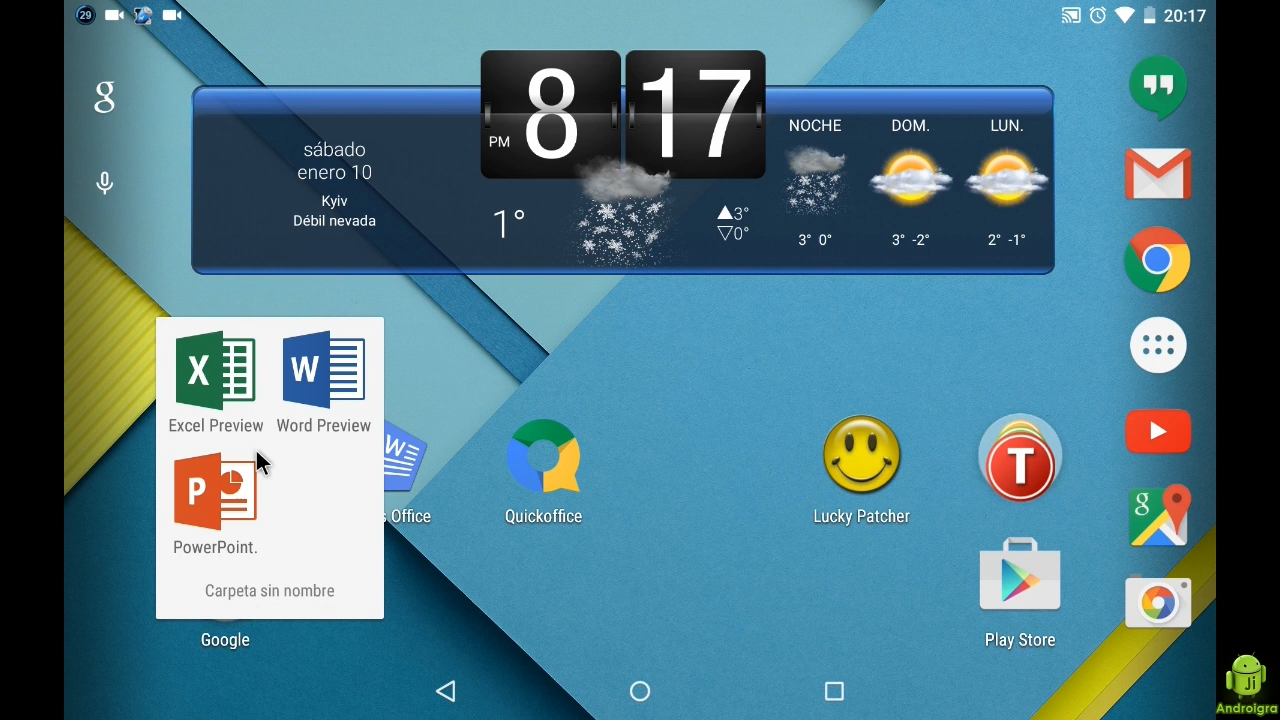 29
20:17
g
PM
8
17
sábado
enero 10
Kyiv
Débil nevada
1°
3°
0°
NOCHE
DOM.
LUN.
3° 0°
3° -2°
2° -1°
X
W
Excel Preview
Word Preview
P
PowerPoint.
Carpeta sin nombre
W
s Office
Quickoffice
Lucky Patcher
T
g
Google
Play Store
Ji
Androigra